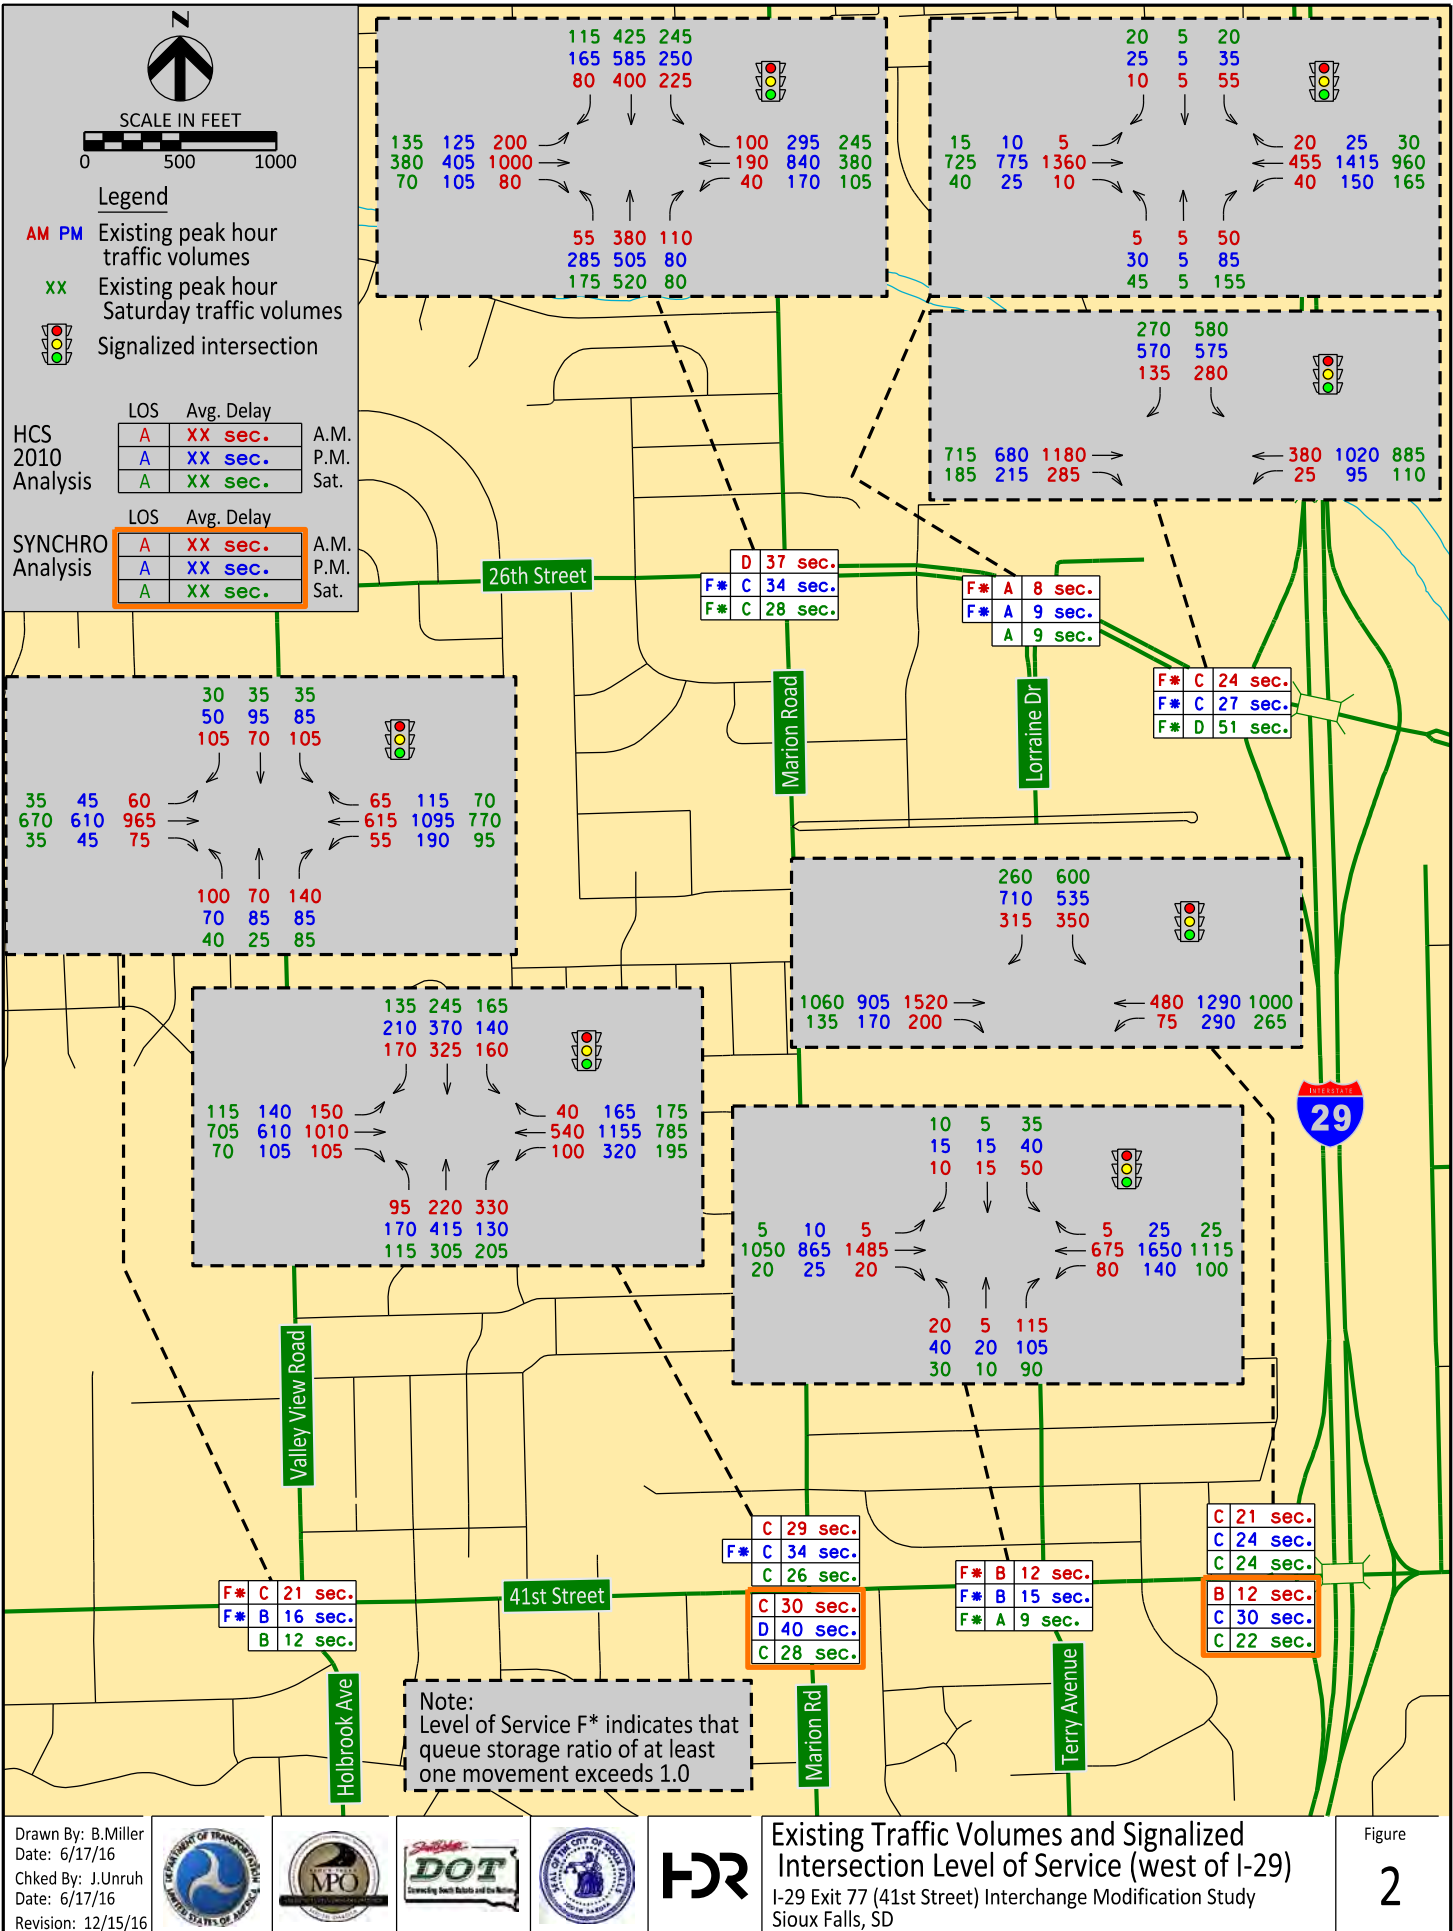 N
SCALE IN FEET
0 500 1000
Legend
AM PM Existing peak hour
traffic volumes
XX Existing peak hour
Saturday traffic volumes
Signalized intersection
LOS Avg. Delay
HCS A XX sec. A.M.
2010 A XX sec. P.M.
Analysis A XX sec. Sat.
LOS Avg. Delay
SYNCHRO A XX sec. A.M.
Analysis A XX sec. P.M.
A XX sec. Sat.
115 425 245
165 585 250
80 400 225
135 125 200 100 295 245
380 405 1000 190 840 380
70 105 80 40 170 105
55 380 110
285 505 80
175 520 80
20 5 20
25 5 35
10 5 55
15 10 5 20 25 30
725 775 1360 455 1415 960
40 25 10 40 150 165
5 5 50
30 5 85
45 5 155
270 580
570 575
135 280
715 680 1180 380 1020 885
185 215 285 25 95 110
26th Street
D 37 sec.
F* C 34 sec.
F* C 28 sec.
F* A 8 sec.
F* A 9 sec.
A 9 sec.
F* C 24 sec.
F* C 27 sec.
F* D 51 sec.
Marion Road
Lorraine Dr
30 35 35
50 95 85
105 70 105
35 45 60 65 115 70
670 610 965 615 1095 770
35 45 75 55 190 95
100 70 140
70 85 85
40 25 85
260 600
710 535
315 350
1060 905 1520 480 1290 1000
135 170 200 75 290 265
135 245 165
210 370 140
170 325 160
115 140 150 40 165 175
705 610 1010 540 1155 785
70 105 105 100 320 195
95 220 330
170 415 130
115 305 205
INTERSTATE
29
10 5 35
15 15 40
10 15 50
5 10 5 5 25 25
1050 865 1485 675 1650 1115
20 25 20 80 140 100
20 5 115
40 20 105
30 10 90
Valley View Road
C 29 sec.
F* C 34 sec.
C 26 sec.
C 30 sec.
D 40 sec.
C 28 sec.
C 21 sec.
C 24 sec.
C 24 sec.
B 12 sec.
C 30 sec.
C 22 sec.
F* C 21 sec.
F* B 16 sec.
B 12 sec.
41st Street
F* B 12 sec.
F* B 15 sec.
F* A 9 sec.
Holbrook Ave
Marion Rd
Terry Avenue
Note:
Level of Service F* indicates that
queue storage ratio of at least
one movement exceeds 1.0
Drawn By: B.Miller
Date: 6/17/16
Chked By: J.Unruh
Date: 6/17/16
Revision: 12/15/16
MPO
South Dakota
DOT
Connecting South Dakota and the Nation
HDR
Existing Traffic Volumes and Signalized
Intersection Level of Service (west of I-29)
I-29 Exit 77 (41st Street) Interchange Modification Study
Sioux Falls, SD
Figure
2